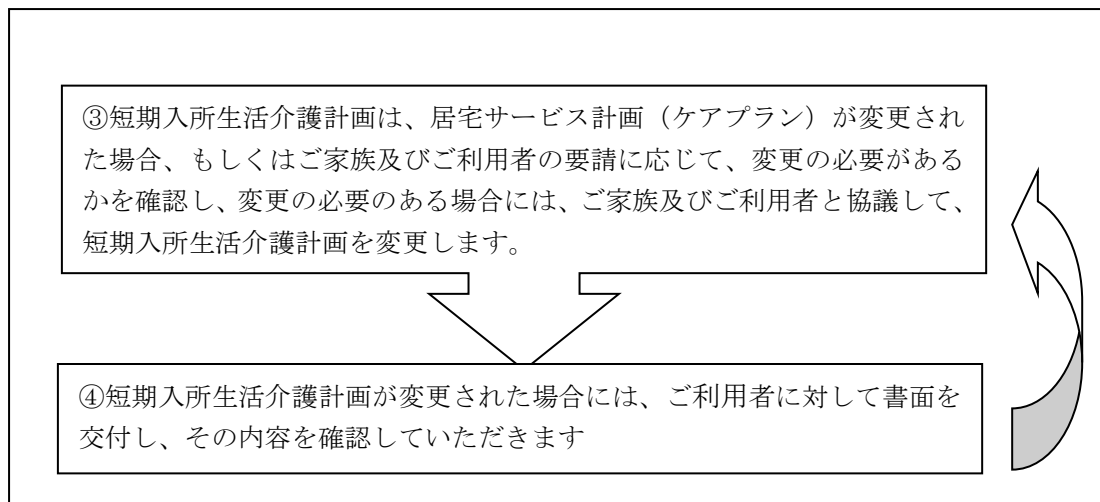 ③短期入所生活介護計画は、居宅サービス計画（ケアプラン）が変更され
た場合、もしくはご家族及びご利用者の要請に応じて、変更の必要がある
かを確認し、変更の必要のある場合には、ご家族及びご利用者と協議して、
短期入所生活介護計画を変更します。
④短期入所生活介護計画が変更された場合には、ご利用者に対して書面を
交付し、その内容を確認していただきます